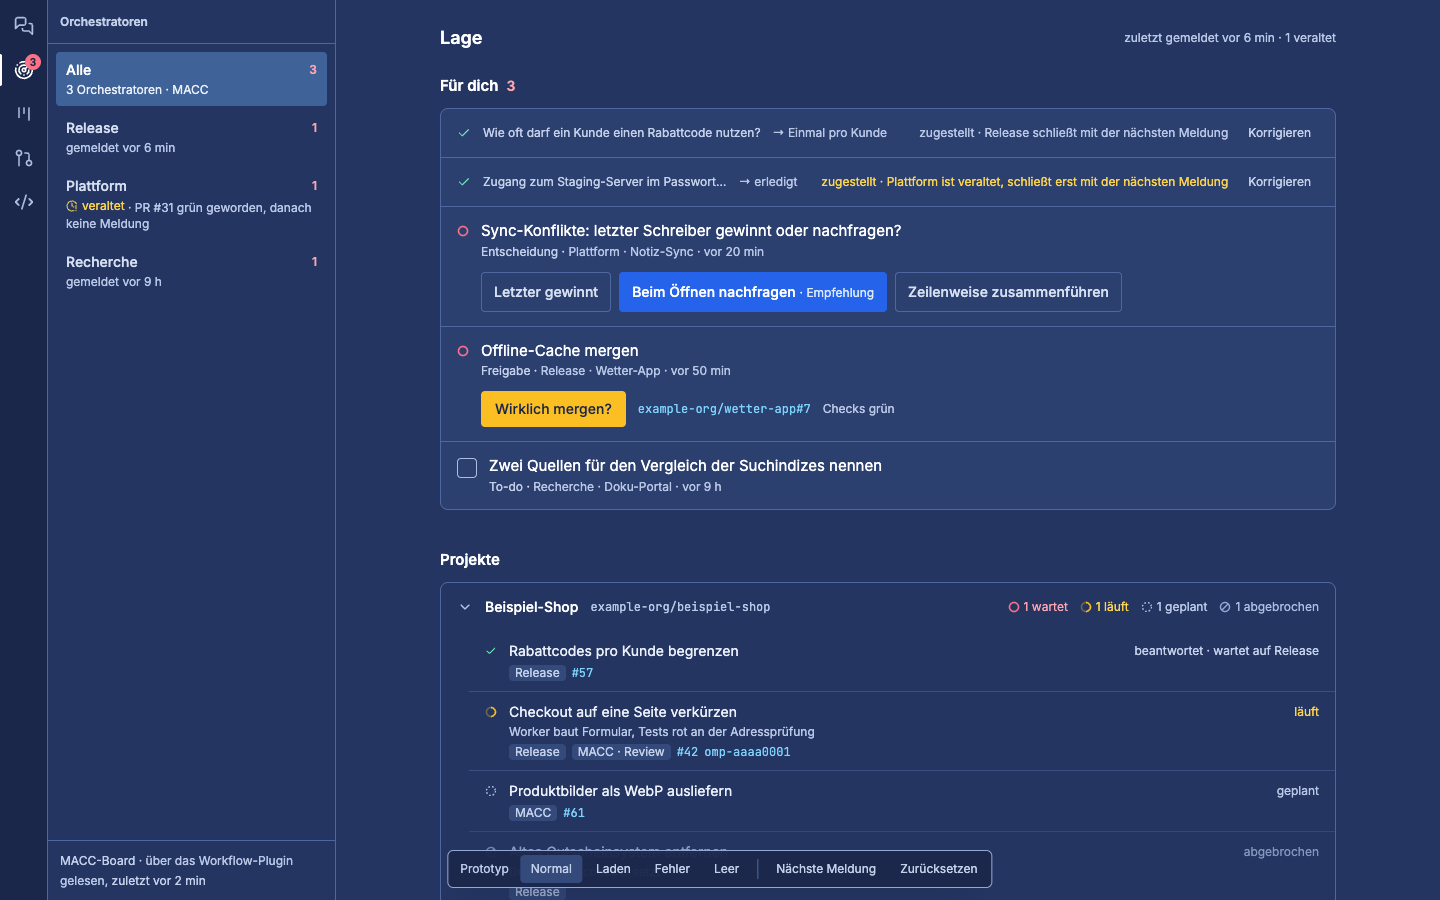 Orchestratoren
3
Alle 3
3 Orchestratoren · MACC
Release 1
gemeldet vor 6 min
Plattform 1
veraltet · PR #31 grün geworden, danach
keine Meldung
Recherche 1
gemeldet vor 9 h
MACC-Board · über das Workflow-Plugin
gelesen, zuletzt vor 2 min
Lage zuletzt gemeldet vor 6 min · 1 veraltet
Für dich 3
Wie oft darf ein Kunde einen Rabattcode nutzen? → Einmal pro Kunde zugestellt · Release schließt mit der nächsten Meldung Korrigieren
Zugang zum Staging-Server im Passwort... → erledigt zugestellt · Plattform ist veraltet, schließt erst mit der nächsten Meldung Korrigieren
Sync-Konflikte: letzter Schreiber gewinnt oder nachfragen?
Entscheidung · Plattform · Notiz-Sync · vor 20 min
Letzter gewinnt Beim Öffnen nachfragen · Empfehlung Zeilenweise zusammenführen
Offline-Cache mergen
Freigabe · Release · Wetter-App · vor 50 min
Wirklich mergen? example-org/wetter-app#7 Checks grün
Zwei Quellen für den Vergleich der Suchindizes nennen
To-do · Recherche · Doku-Portal · vor 9 h
Projekte
Beispiel-Shop example-org/beispiel-shop 1 wartet 1 läuft 1 geplant 1 abgebrochen
Rabattcodes pro Kunde begrenzen beantwortet · wartet auf Release
Release #57
Checkout auf eine Seite verkürzen läuft
Worker baut Formular, Tests rot an der Adressprüfung
Release MACC · Review #42 omp-aaaa0001
Produktbilder als WebP ausliefern geplant
MACC #61
abgebrochen
Prototyp Normal Laden Fehler Leer Nächste Meldung Zurücksetzen
Release